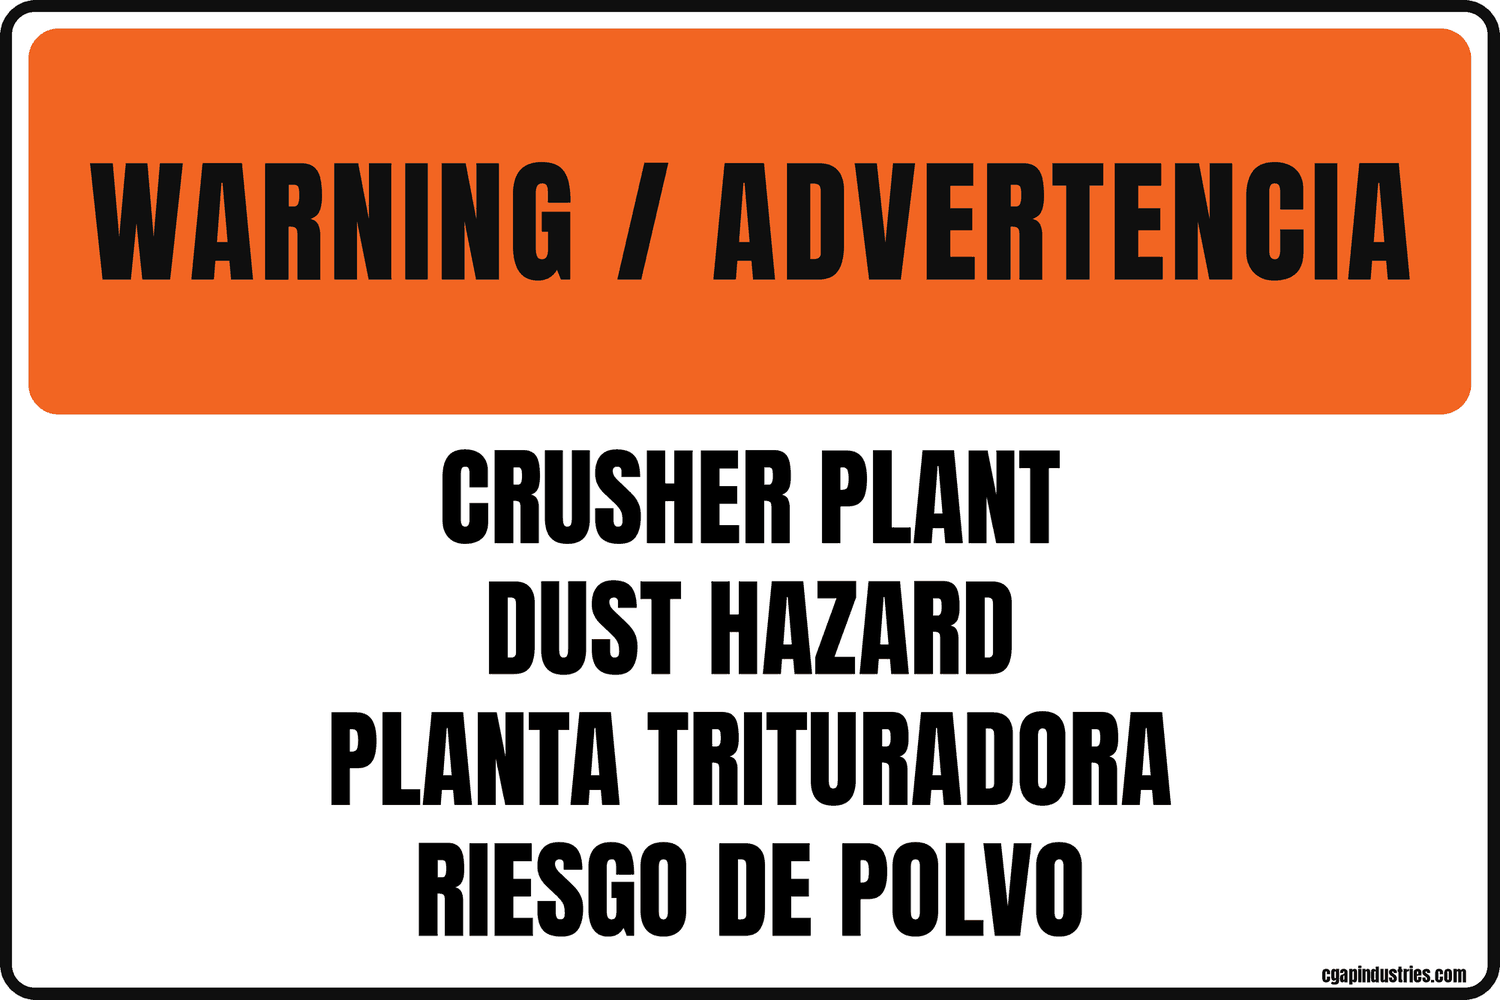 WARNING / ADVERTENCIA
CRUSHER PLANT
DUST HAZARD
PLANTA TRITURADORA
RIESGO DE POLVO
cgapindustries.com